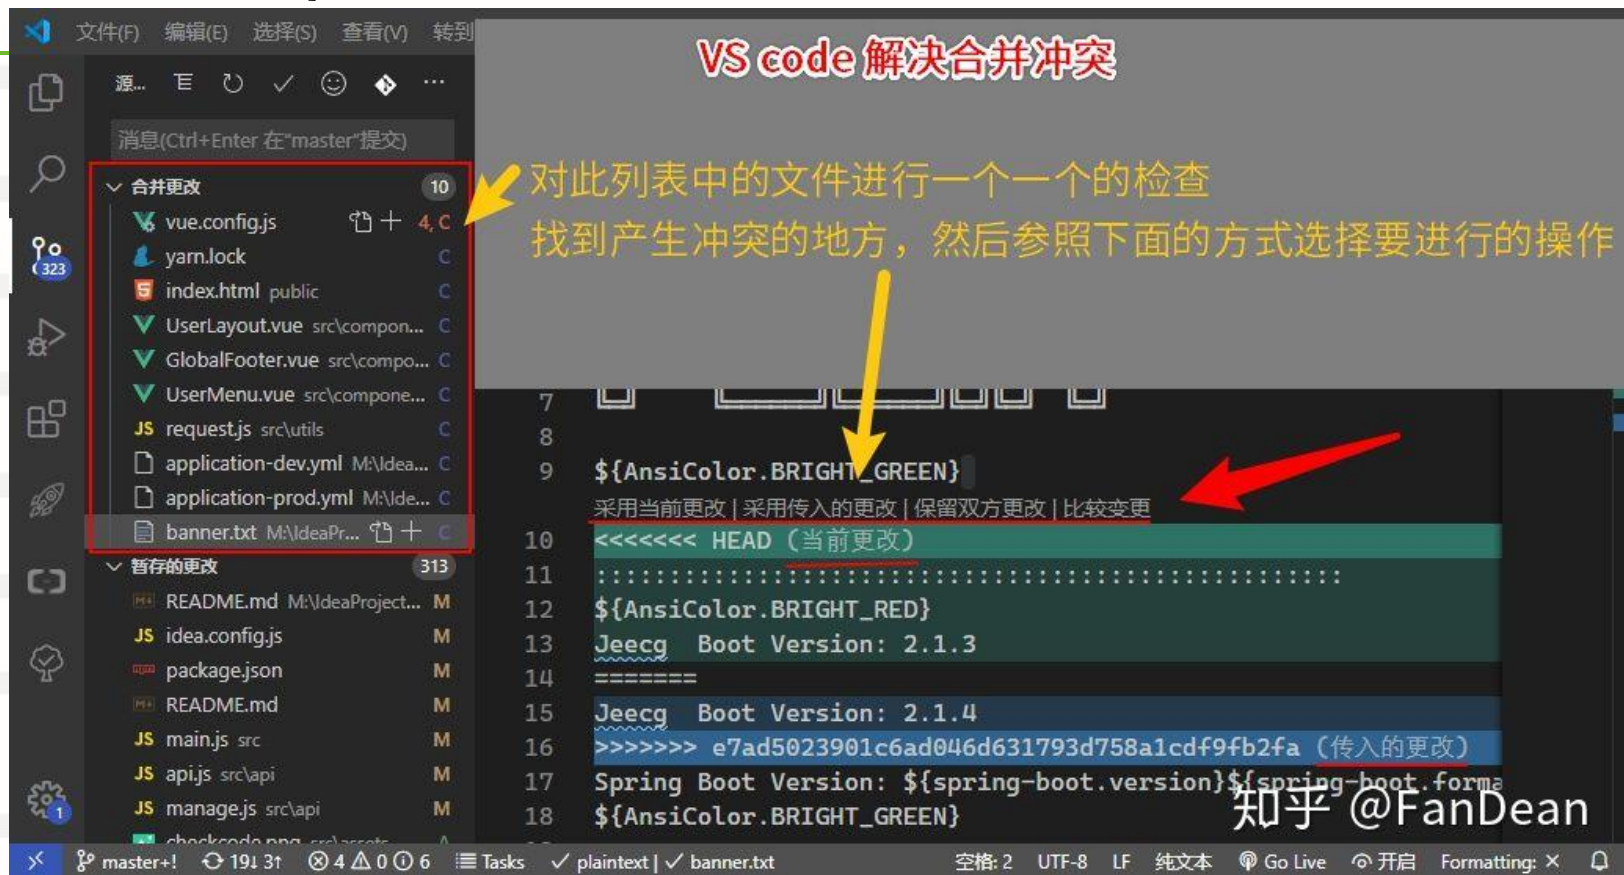 文件(F) 编辑(E) 选择(S) 查看(V) 转到
VS code 解决合并冲突
源...
消息(Ctrl+Enter 在"master"提交)
对此列表中的文件进行一个一个的检查
找到产生冲突的地方，然后参照下面的方式选择要进行的操作
合并更改 10
vue.config.js 4, C
yarn.lock C
index.html public C
UserLayout.vue src\compon... C
GlobalFooter.vue src\compo... C
UserMenu.vue src\compone... C
JS request.js src\utils C
application-dev.yml M:\Idea... C
application-prod.yml M:\Ide... C
banner.txt M:\IdeaPr... C
323
暂存的更改 313
README.md M:\IdeaProject... M
JS idea.config.js M
package.json M
README.md M
JS main.js src M
JS api.js src\api M
JS manage.js src\api M
checkcode.png src\assets A
1
7
8
9 ${AnsiColor.BRIGHT_GREEN}
采用当前更改 | 采用传入的更改 | 保留双方更改 | 比较变更
10 <<<<<<< HEAD (当前更改)
11 :::::::::::::::::::::::::::::::::::::::::::::::::::
12 ${AnsiColor.BRIGHT_RED}
13 Jeecg  Boot Version: 2.1.3
14 =======
15 Jeecg  Boot Version: 2.1.4
16 >>>>>>> e7ad5023901c6ad046d631793d758a1cdf9fb2fa (传入的更改)
17 Spring Boot Version: ${spring-boot.version}${spring-boot.forma
18 ${AnsiColor.BRIGHT_GREEN}
知乎 @FanDean
master+! 19↓ 3↑ 4 0 6 Tasks ✓ plaintext | ✓ banner.txt 空格: 2 UTF-8 LF 纯文本 Go Live 开启 Formatting: ×